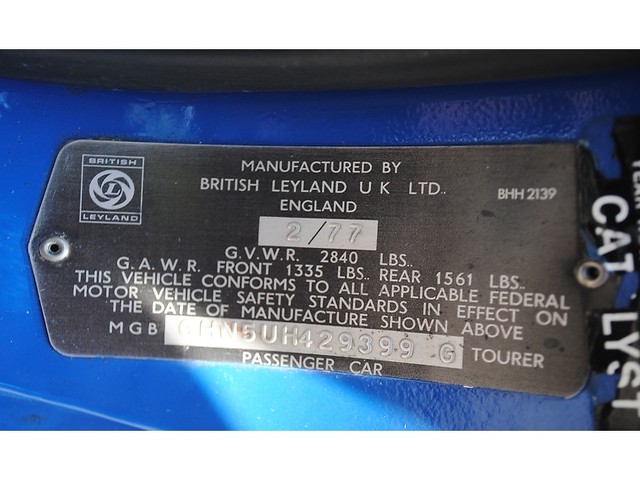 BRITISH
L
LEYLAND
MANUFACTURED BY
BRITISH LEYLAND U K LTD.
ENGLAND
BHH 2139
2/77
G.V.W.R. 2840 LBS.
G.A.W.R. FRONT 1335 LBS. REAR 1561 LBS.
THIS VEHICLE CONFORMS TO ALL APPLICABLE FEDERAL
MOTOR VEHICLE SAFETY STANDARDS IN EFFECT ON
THE DATE OF MANUFACTURE SHOWN ABOVE
MGB GHN5UH429399 G TOURER
PASSENGER CAR
CATALYST